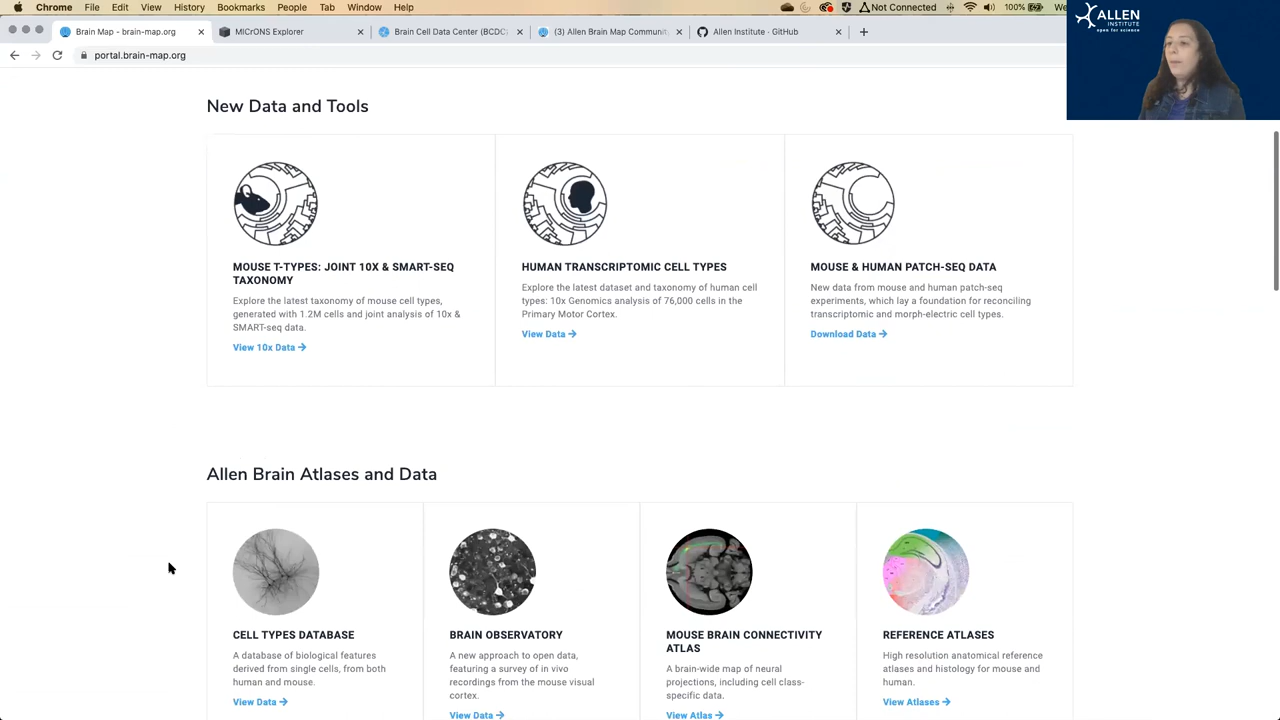 Chrome File Edit View History Bookmarks People Tab Window Help
Not Connected 100%
Brain Map - brain-map.org
MICrONS Explorer
Brain Cell Data Center (BCDC)
(3) Allen Brain Map Communit
Allen Institute · GitHub
portal.brain-map.org
ALLEN
INSTITUTE
open for science
New Data and Tools
MOUSE T-TYPES: JOINT 10X & SMART-SEQ
TAXONOMY
Explore the latest taxonomy of mouse cell types,
generated with 1.2M cells and joint analysis of 10x &
SMART-seq data.
View 10x Data →
HUMAN TRANSCRIPTOMIC CELL TYPES
Explore the latest dataset and taxonomy of human cell
types: 10x Genomics analysis of 76,000 cells in the
Primary Motor Cortex.
View Data →
MOUSE & HUMAN PATCH-SEQ DATA
New data from mouse and human patch-seq
experiments, which lay a foundation for reconciling
transcriptomic and morph-electric cell types.
Download Data →
Allen Brain Atlases and Data
CELL TYPES DATABASE
A database of biological features
derived from single cells, from both
human and mouse.
View Data →
BRAIN OBSERVATORY
A new approach to open data,
featuring a survey of in vivo
recordings from the mouse visual
cortex.
View Data →
MOUSE BRAIN CONNECTIVITY
ATLAS
A brain-wide map of neural
projections, including cell class-
specific data.
View Atlas →
REFERENCE ATLASES
High resolution anatomical reference
atlases and histology for mouse and
human.
View Atlases →